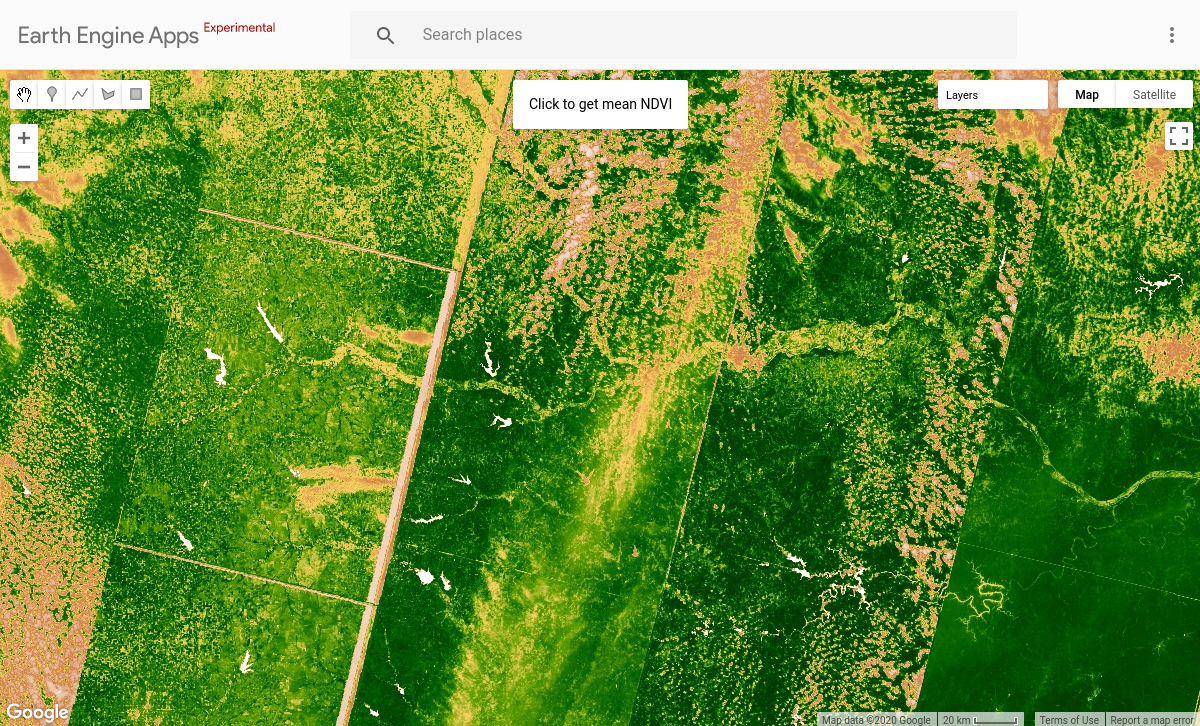 Earth Engine Apps Experimental
Search places
Click to get mean NDVI
Layers
Map
Satellite
+
−
Google
Map data ©2020 Google
20 km
Terms of Use
Report a map error